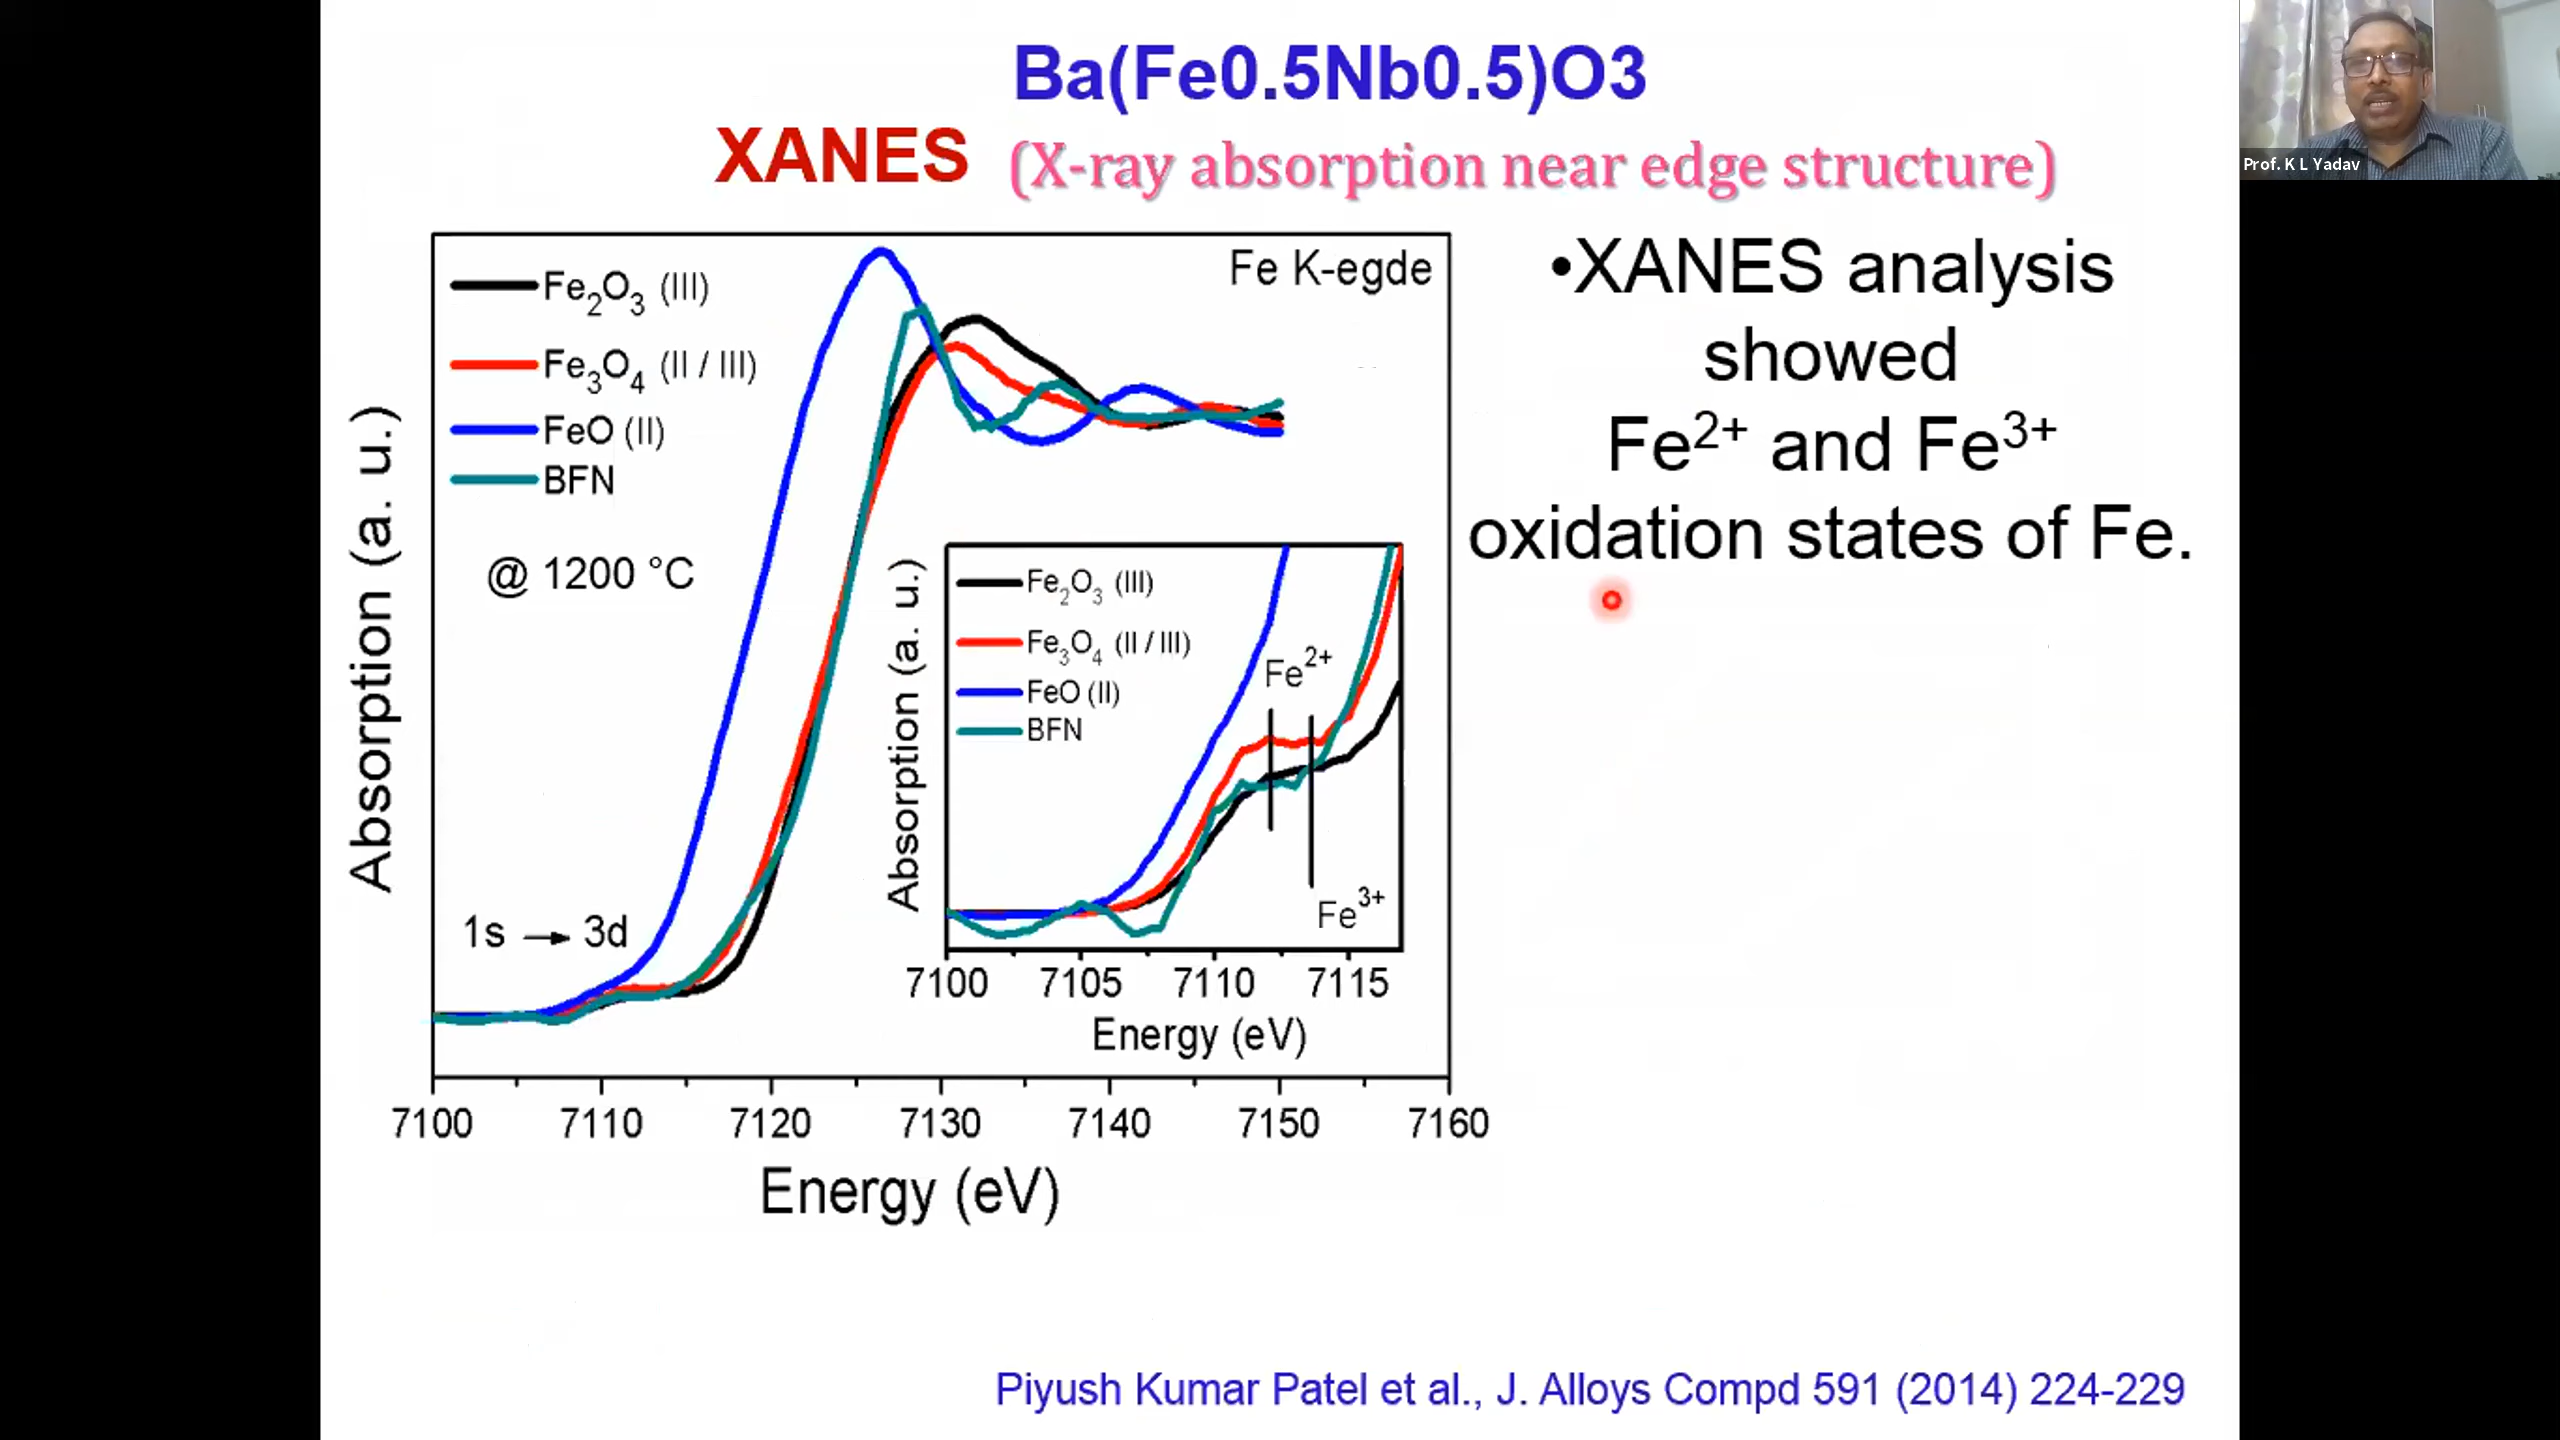 Ba(Fe0.5Nb0.5)O3
XANES (X-ray absorption near edge structure)
Prof. K L Yadav
Fe K-egde
Fe₂O₃ (III)
Fe₃O₄ (II / III)
FeO (II)
BFN
@ 1200 °C
1s → 3d
Absorption (a. u.)
Fe₂O₃ (III)
Fe₃O₄ (II / III)
FeO (II)
BFN
Fe²⁺
Fe³⁺
Absorption (a. u.)
7100 7105 7110 7115
Energy (eV)
7100 7110 7120 7130 7140 7150 7160
Energy (eV)
•XANES analysis
showed
Fe²⁺ and Fe³⁺
oxidation states of Fe.
Piyush Kumar Patel et al., J. Alloys Compd 591 (2014) 224-229